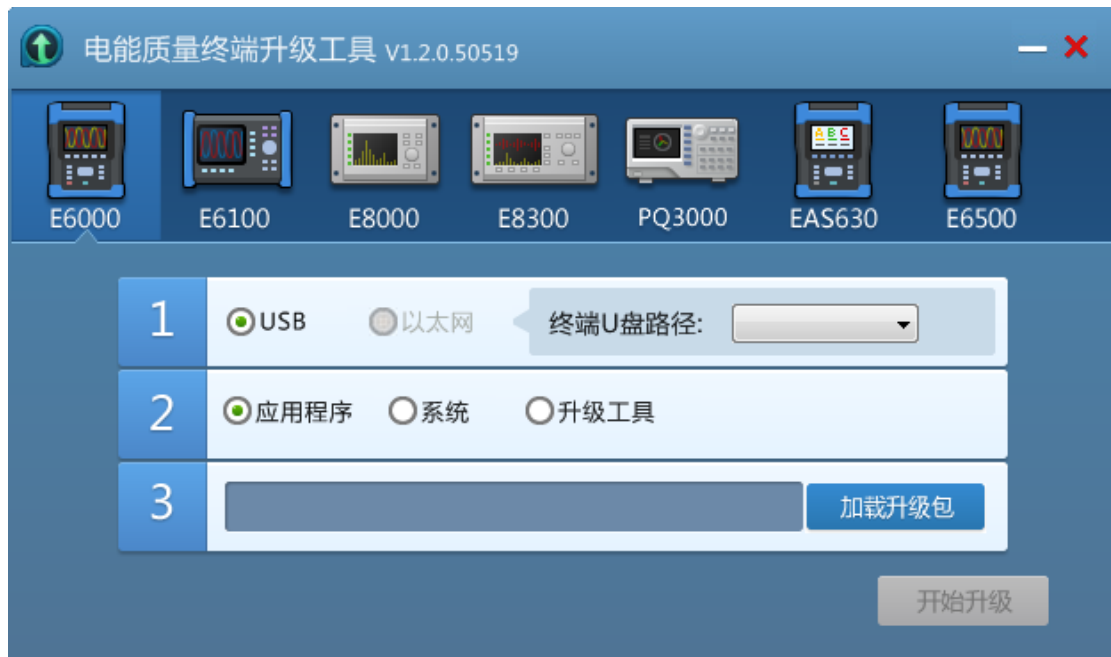 电能质量终端升级工具 V1.2.0.50519
A B C
E6000 E6100 E8000 E8300 PQ3000 EAS630 E6500
1 USB 以太网 终端U盘路径:
2 应用程序 系统 升级工具
3 加载升级包
开始升级